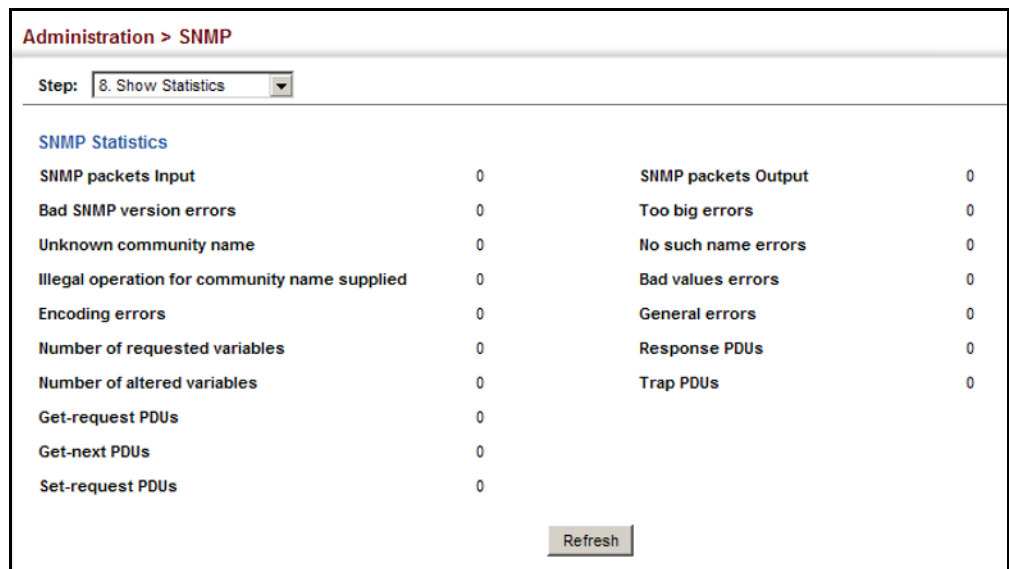 Administration > SNMP
Step: 8. Show Statistics
SNMP Statistics
SNMP packets Input 0 SNMP packets Output 0
Bad SNMP version errors 0 Too big errors 0
Unknown community name 0 No such name errors 0
Illegal operation for community name supplied 0 Bad values errors 0
Encoding errors 0 General errors 0
Number of requested variables 0 Response PDUs 0
Number of altered variables 0 Trap PDUs 0
Get-request PDUs 0
Get-next PDUs 0
Set-request PDUs 0
Refresh